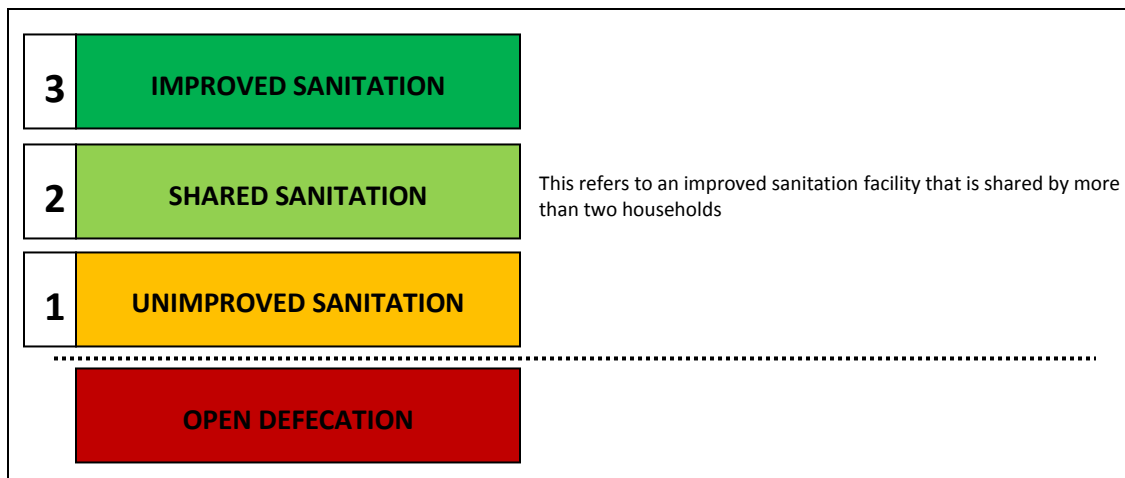 3
IMPROVED SANITATION
2
SHARED SANITATION
This refers to an improved sanitation facility that is shared by more
than two households
1
UNIMPROVED SANITATION
OPEN DEFECATION